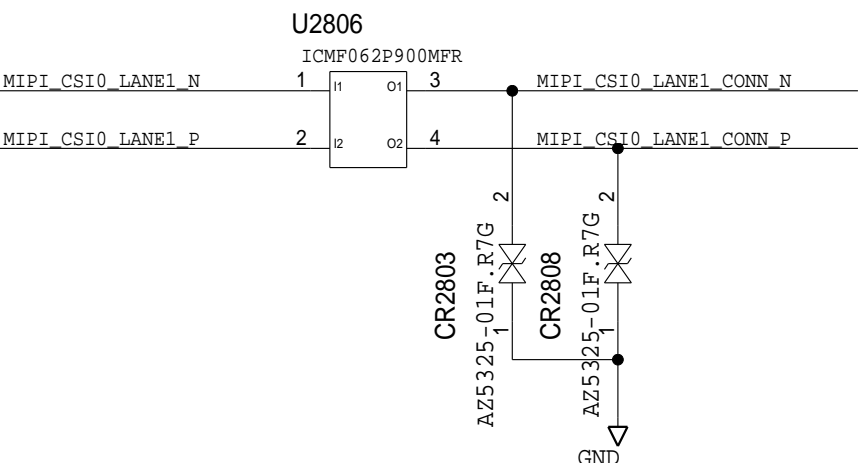 U2806
ICMF062P900MFR
MIPI_CSI0_LANE1_N
1
I1
O1
3
MIPI_CSI0_LANE1_CONN_N
MIPI_CSI0_LANE1_P
2
I2
O2
4
MIPI_CSI0_LANE1_CONN_P
2
2
CR2803
AZ5325-01F.R7G
CR2808
AZ5325-01F.R7G
1
1
GND